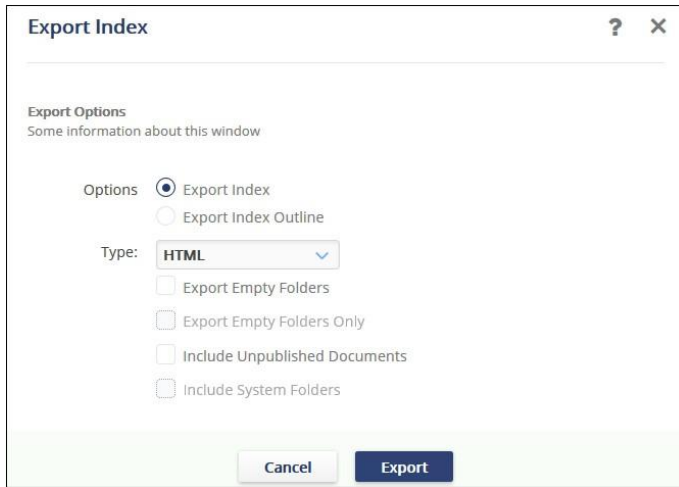 Export Index ? ✕
Export Options
Some information about this window
Options Export Index
Export Index Outline
Type: HTML
Export Empty Folders
Export Empty Folders Only
Include Unpublished Documents
Include System Folders
Cancel Export